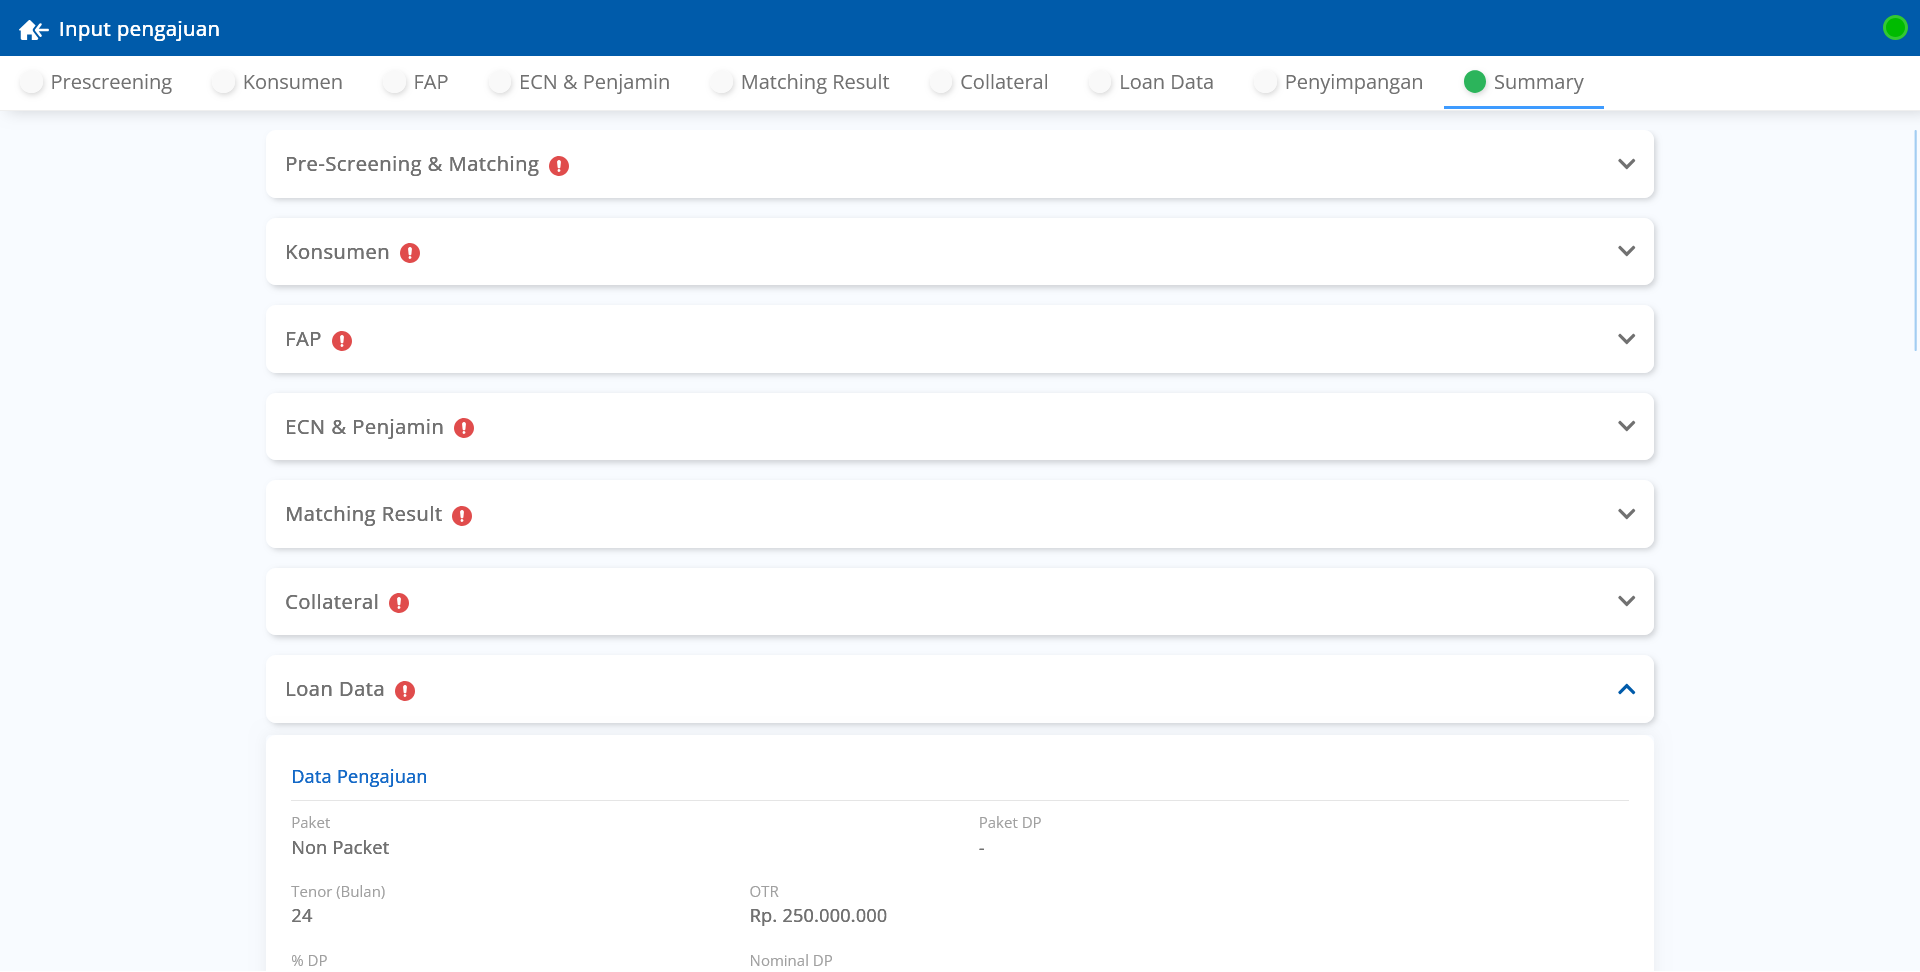 Input pengajuan
Prescreening Konsumen FAP ECN & Penjamin Matching Result Collateral Loan Data Penyimpangan Summary
Pre-Screening & Matching
Konsumen
FAP
ECN & Penjamin
Matching Result
Collateral
Loan Data
Data Pengajuan
Paket Paket DP
Non Packet -
Tenor (Bulan) OTR
24 Rp. 250.000.000
% DP Nominal DP